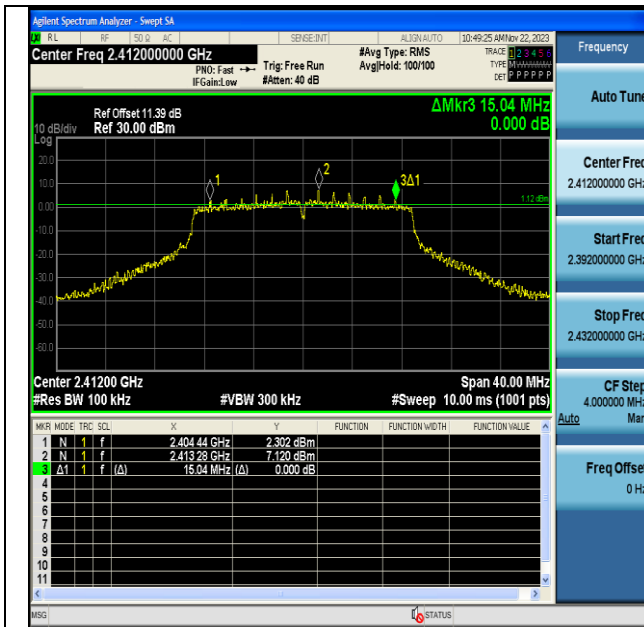 Agilent Spectrum Analyzer - Swept SA
RL RF 50 Ω AC SENSE:INT ALIGN AUTO 10:49:25 AM Nov 22, 2023
Center Freq 2.412000000 GHz
PNO: Fast
IFGain:Low
Trig: Free Run
#Atten: 40 dB
#Avg Type: RMS
Avg|Hold: 100/100
TRACE 1 2 3 4 5 6
TYPE M
DET P P P P P P
Ref Offset 11.39 dB
10 dB/div Ref 30.00 dBm
Log
ΔMkr3 15.04 MHz
0.000 dB
20.0
10.0
0.00
-10.0
-20.0
-30.0
-40.0
-50.0
-60.0
1
2
3Δ1
1.12 dBm
Center 2.41200 GHz Span 40.00 MHz
#Res BW 100 kHz #VBW 300 kHz #Sweep 10.00 ms (1001 pts)
MKR MODE TRC SCL X Y FUNCTION FUNCTION WIDTH FUNCTION VALUE
1 N 1 f 2.404 44 GHz 2.302 dBm
2 N 1 f 2.413 28 GHz 7.120 dBm
3 Δ1 1 f (Δ) 15.04 MHz (Δ) 0.000 dB
4
5
6
7
8
9
10
11
MSG STATUS
Frequency
Auto Tune
Center Freq
2.412000000 GHz
Start Freq
2.392000000 GHz
Stop Freq
2.432000000 GHz
CF Step
4.000000 MHz
Auto Man
Freq Offset
0 Hz